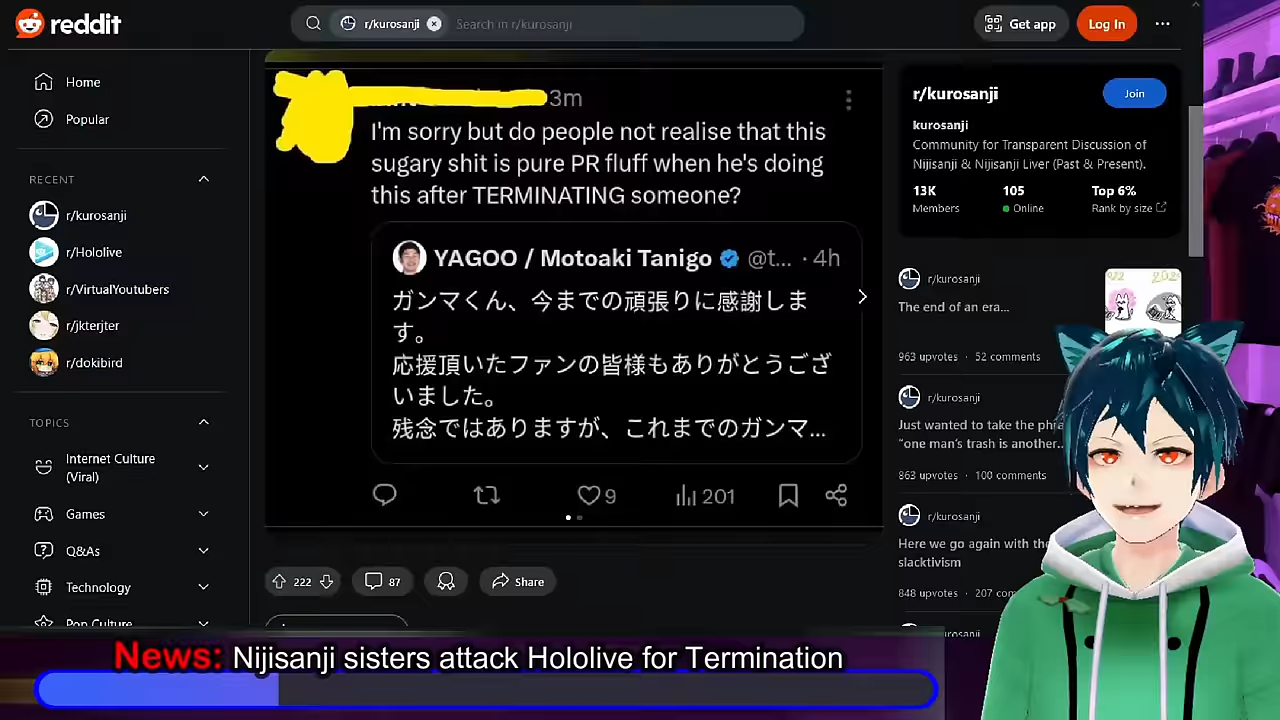 reddit
r/kurosanji
Search in r/kurosanji
Get app
Log In
Home
Popular
RECENT
r/kurosanji
r/Hololive
r/VirtualYoutubers
r/jkterjter
r/dokibird
TOPICS
Internet Culture
(Viral)
Games
Q&As
Technology
Pop Culture
3m
I'm sorry but do people not realise that this
sugary shit is pure PR fluff when he's doing
this after TERMINATING someone?
YAGOO / Motoaki Tanigo @t... · 4h
ガンマくん、今までの頑張りに感謝しま
す。
応援頂いたファンの皆様もありがとうござ
いました。
残念ではありますが、これまでのガンマ...
9
201
222
87
Share
r/kurosanji
Join
kurosanji
Community for Transparent Discussion of
Nijisanji & Nijisanji Liver (Past & Present).
13K
105
Top 6%
Members
Online
Rank by size
r/kurosanji
The end of an era...
963 upvotes · 52 comments
r/kurosanji
Just wanted to take the phra
“one man's trash is another...
863 upvotes · 100 comments
r/kurosanji
Here we go again with the
slacktivism
848 upvotes · 207 com
News: Nijisanji sisters attack Hololive for Termination